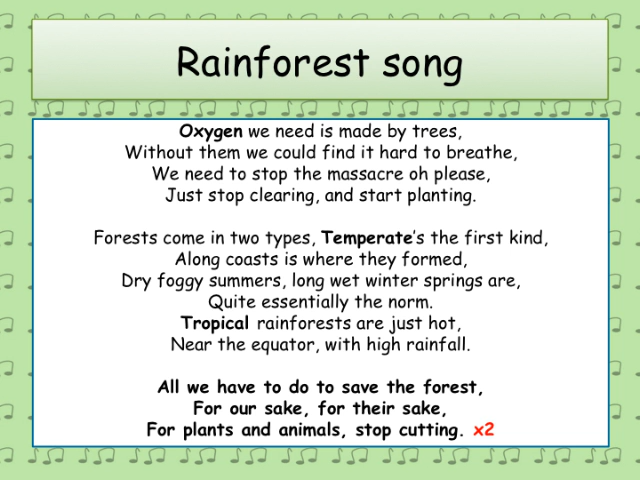 Rainforest song
Oxygen we need is made by trees,
Without them we could find it hard to breathe,
We need to stop the massacre oh please,
Just stop clearing, and start planting.
Forests come in two types, Temperate's the first kind,
Along coasts is where they formed,
Dry foggy summers, long wet winter springs are,
Quite essentially the norm.
Tropical rainforests are just hot,
Near the equator, with high rainfall.
All we have to do to save the forest,
For our sake, for their sake,
For plants and animals, stop cutting. x2